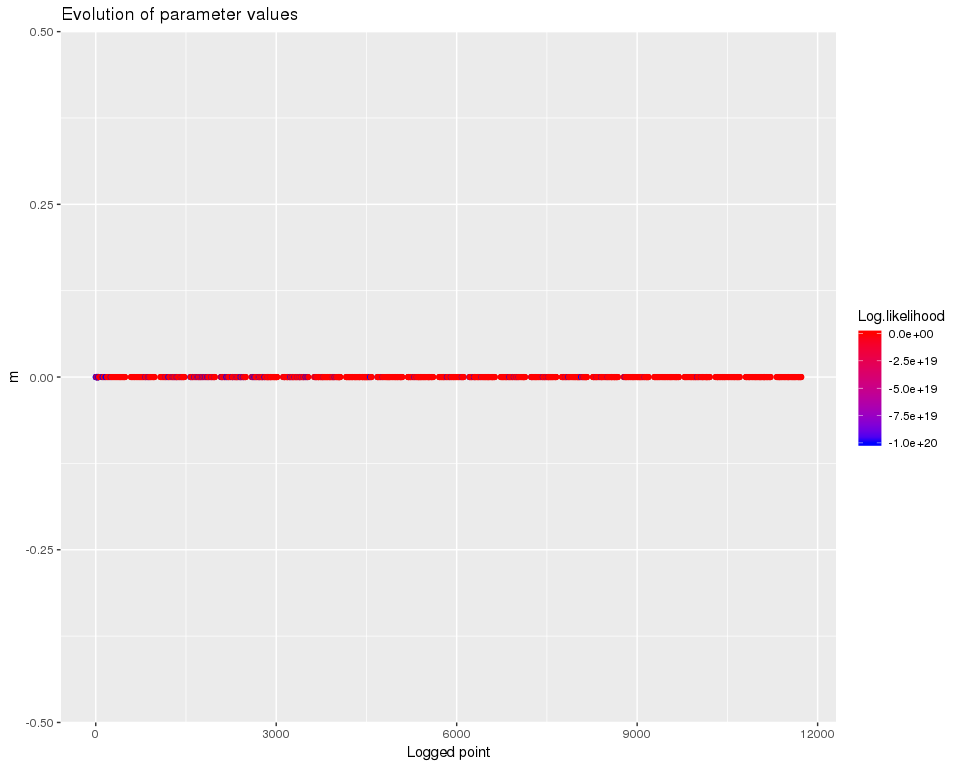 Evolution of parameter values
0.50
0.25
0.00
-0.25
-0.50
m
0
3000
6000
9000
12000
Logged point
Log.likelihood
0.0e+00
-2.5e+19
-5.0e+19
-7.5e+19
-1.0e+20